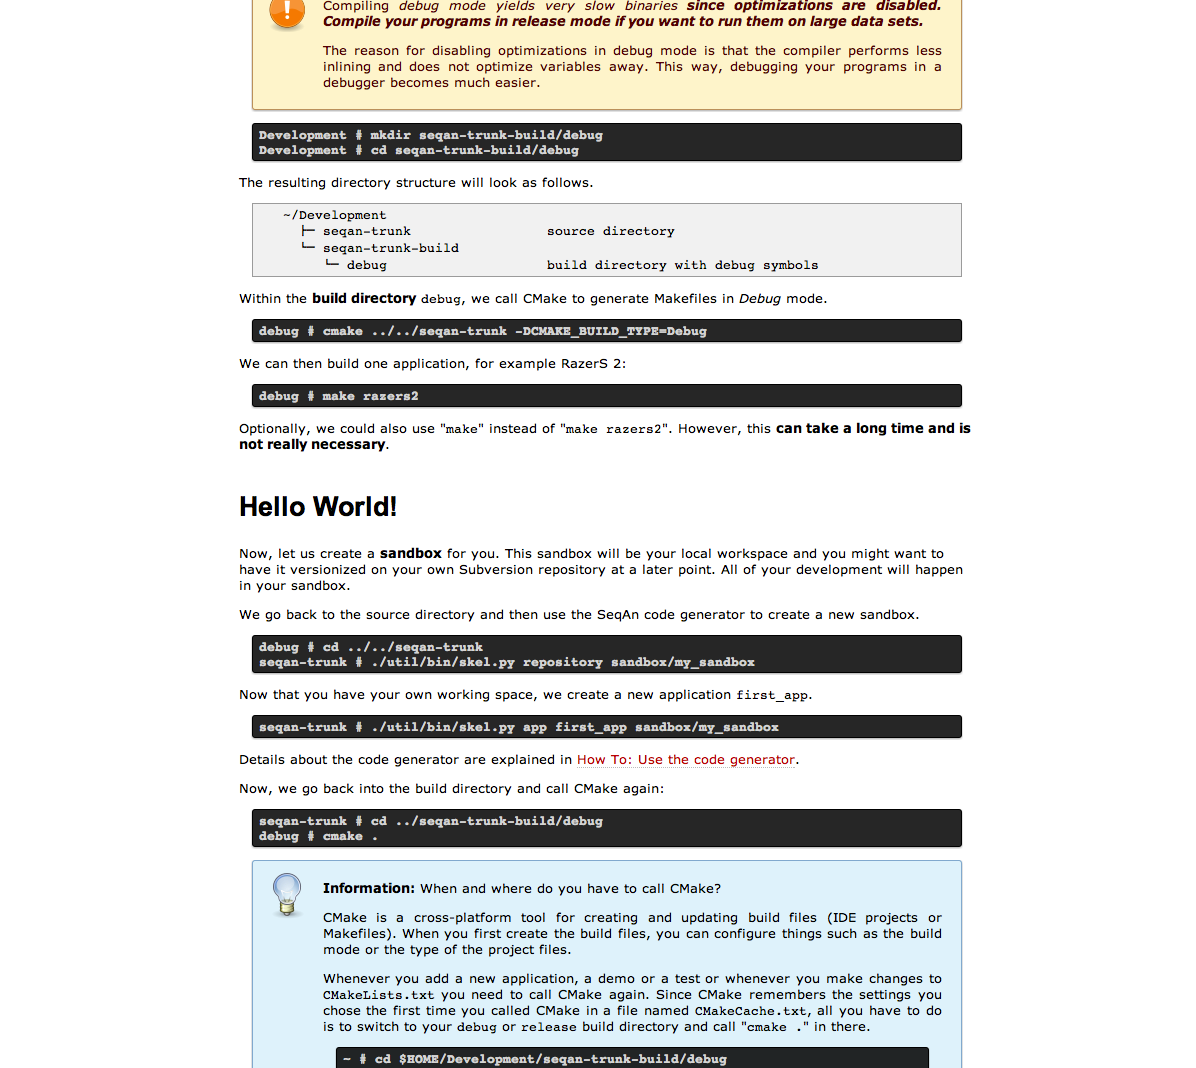 Compiling debug mode yields very slow binaries since optimizations are disabled.
Compile your programs in release mode if you want to run them on large data sets.
The reason for disabling optimizations in debug mode is that the compiler performs less
inlining and does not optimize variables away. This way, debugging your programs in a
debugger becomes much easier.
Development # mkdir seqan-trunk-build/debug
Development # cd seqan-trunk-build/debug
The resulting directory structure will look as follows.
~/Development
├─ seqan-trunk source directory
└─ seqan-trunk-build
└─ debug build directory with debug symbols
Within the build directory debug, we call CMake to generate Makefiles in Debug mode.
debug # cmake ../../seqan-trunk -DCMAKE_BUILD_TYPE=Debug
We can then build one application, for example RazerS 2:
debug # make razers2
Optionally, we could also use "make" instead of "make razers2". However, this can take a long time and is
not really necessary.
Hello World!
Now, let us create a sandbox for you. This sandbox will be your local workspace and you might want to
have it versionized on your own Subversion repository at a later point. All of your development will happen
in your sandbox.
We go back to the source directory and then use the SeqAn code generator to create a new sandbox.
debug # cd ../../seqan-trunk
seqan-trunk # ./util/bin/skel.py repository sandbox/my_sandbox
Now that you have your own working space, we create a new application first_app.
seqan-trunk # ./util/bin/skel.py app first_app sandbox/my_sandbox
Details about the code generator are explained in How To: Use the code generator.
Now, we go back into the build directory and call CMake again:
seqan-trunk # cd ../seqan-trunk-build/debug
debug # cmake .
Information: When and where do you have to call CMake?
CMake is a cross-platform tool for creating and updating build files (IDE projects or
Makefiles). When you first create the build files, you can configure things such as the build
mode or the type of the project files.
Whenever you add a new application, a demo or a test or whenever you make changes to
CMakeLists.txt you need to call CMake again. Since CMake remembers the settings you
chose the first time you called CMake in a file named CMakeCache.txt, all you have to do
is to switch to your debug or release build directory and call "cmake ." in there.
~ # cd $HOME/Development/seqan-trunk-build/debug